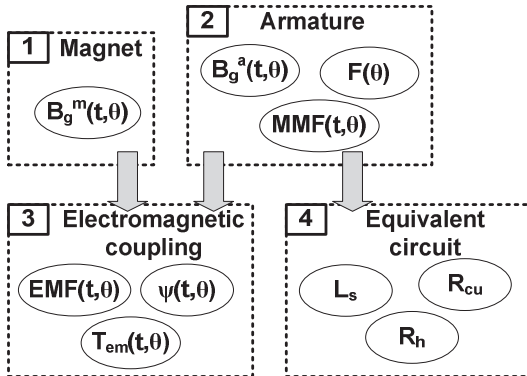 1 Magnet
B_g^m(t,θ)
2 Armature
B_g^a(t,θ)
F(θ)
MMF(t,θ)
3 Electromagnetic
coupling
EMF(t,θ)
ψ(t,θ)
T_em(t,θ)
4 Equivalent
circuit
L_s
R_cu
R_h